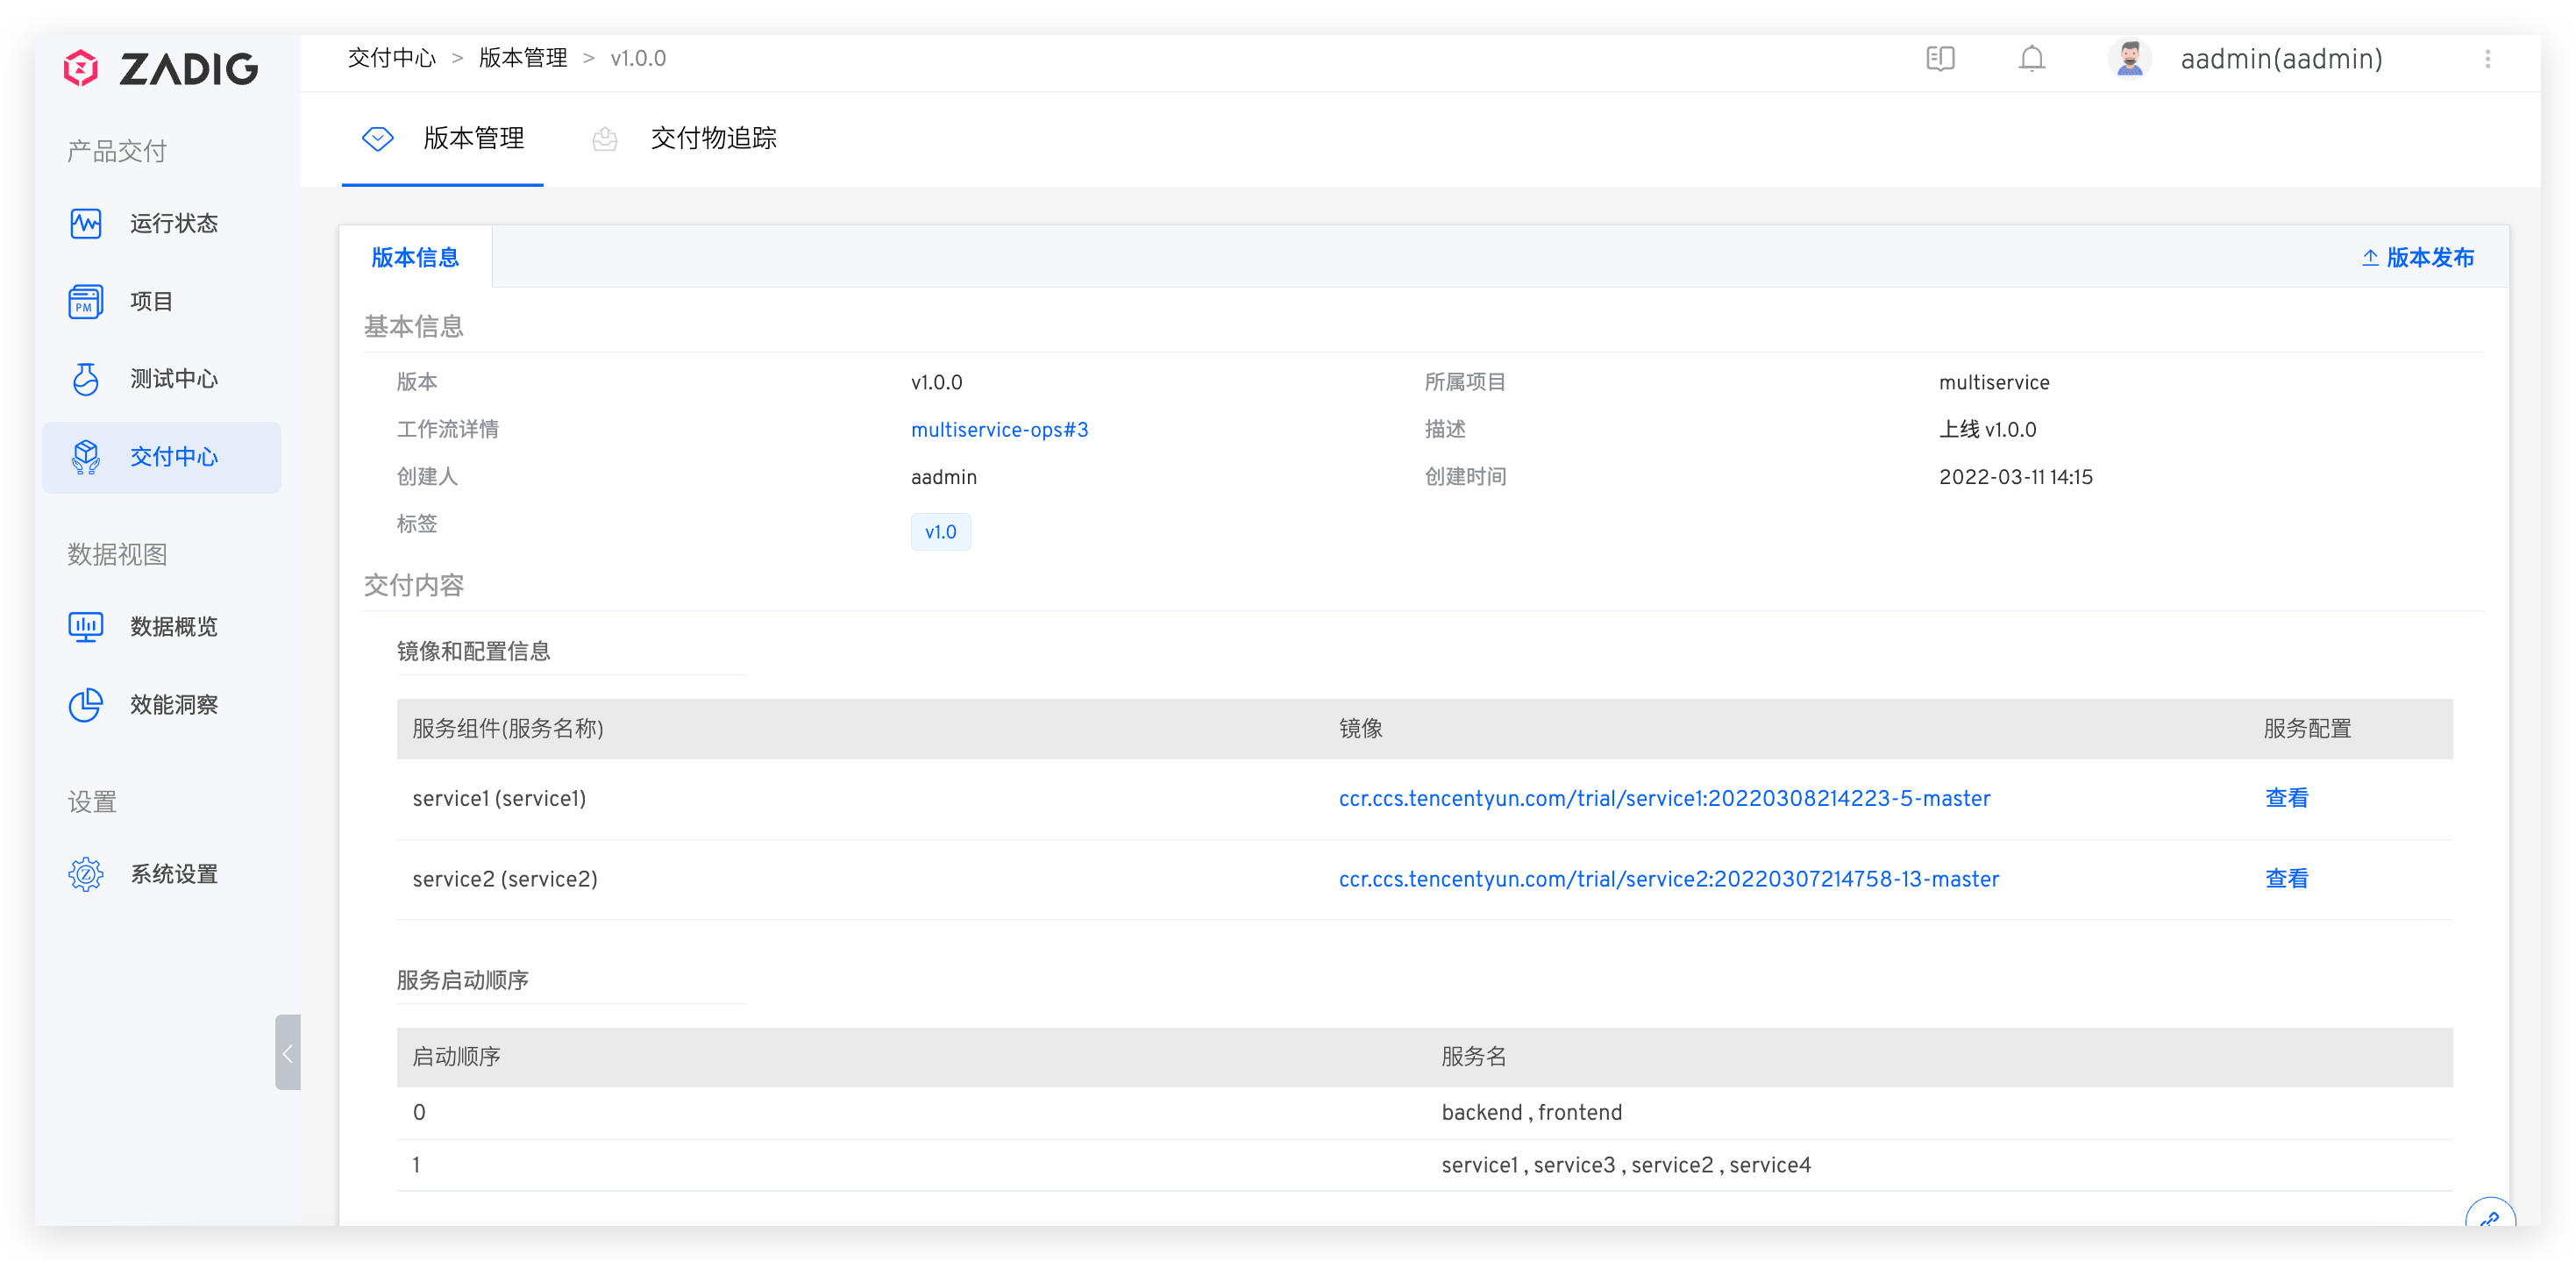 ZADIG
产品交付
运行状态
PM
项目
测试中心
交付中心
数据视图
数据概览
效能洞察
设置
系统设置
交付中心 > 版本管理 > v1.0.0
aadmin(aadmin)
版本管理 交付物追踪
版本信息 版本发布
基本信息
版本 v1.0.0 所属项目 multiservice
工作流详情 multiservice-ops#3 描述 上线 v1.0.0
创建人 aadmin 创建时间 2022-03-11 14:15
标签 v1.0
交付内容
镜像和配置信息
服务组件(服务名称) 镜像 服务配置
service1 (service1) ccr.ccs.tencentyun.com/trial/service1:20220308214223-5-master 查看
service2 (service2) ccr.ccs.tencentyun.com/trial/service2:20220307214758-13-master 查看
服务启动顺序
启动顺序 服务名
0 backend , frontend
1 service1 , service3 , service2 , service4